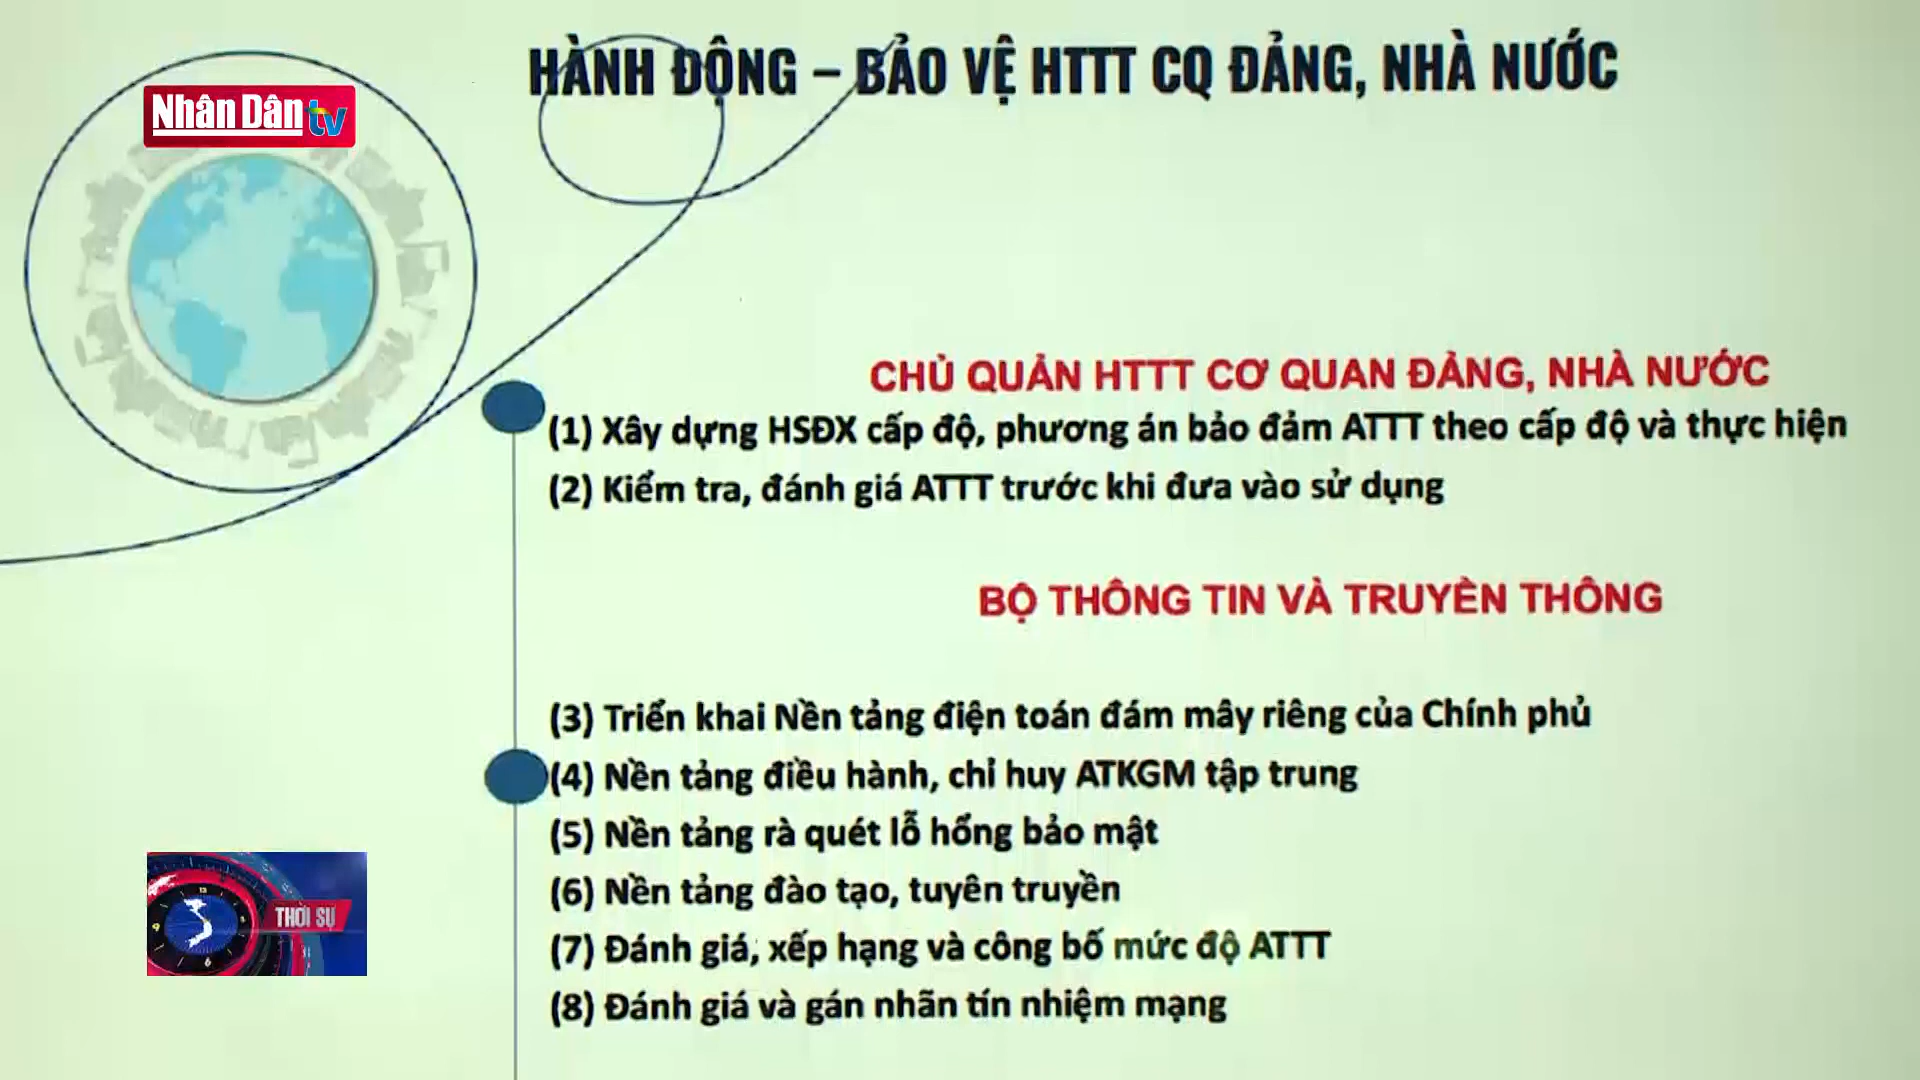 HÀNH ĐỘNG – BẢO VỆ HTTT CQ ĐẢNG, NHÀ NƯỚC
Nhân Dân tv
CHỦ QUẢN HTTT CƠ QUAN ĐẢNG, NHÀ NƯỚC
(1) Xây dựng HSĐX cấp độ, phương án bảo đảm ATTT theo cấp độ và thực hiện
(2) Kiểm tra, đánh giá ATTT trước khi đưa vào sử dụng
BỘ THÔNG TIN VÀ TRUYỀN THÔNG
(3) Triển khai Nền tảng điện toán đám mây riêng của Chính phủ
(4) Nền tảng điều hành, chỉ huy ATKGM tập trung
(5) Nền tảng rà quét lỗ hổng bảo mật
(6) Nền tảng đào tạo, tuyên truyền
(7) Đánh giá, xếp hạng và công bố mức độ ATTT
(8) Đánh giá và gán nhãn tín nhiệm mạng
THỜI SỰ